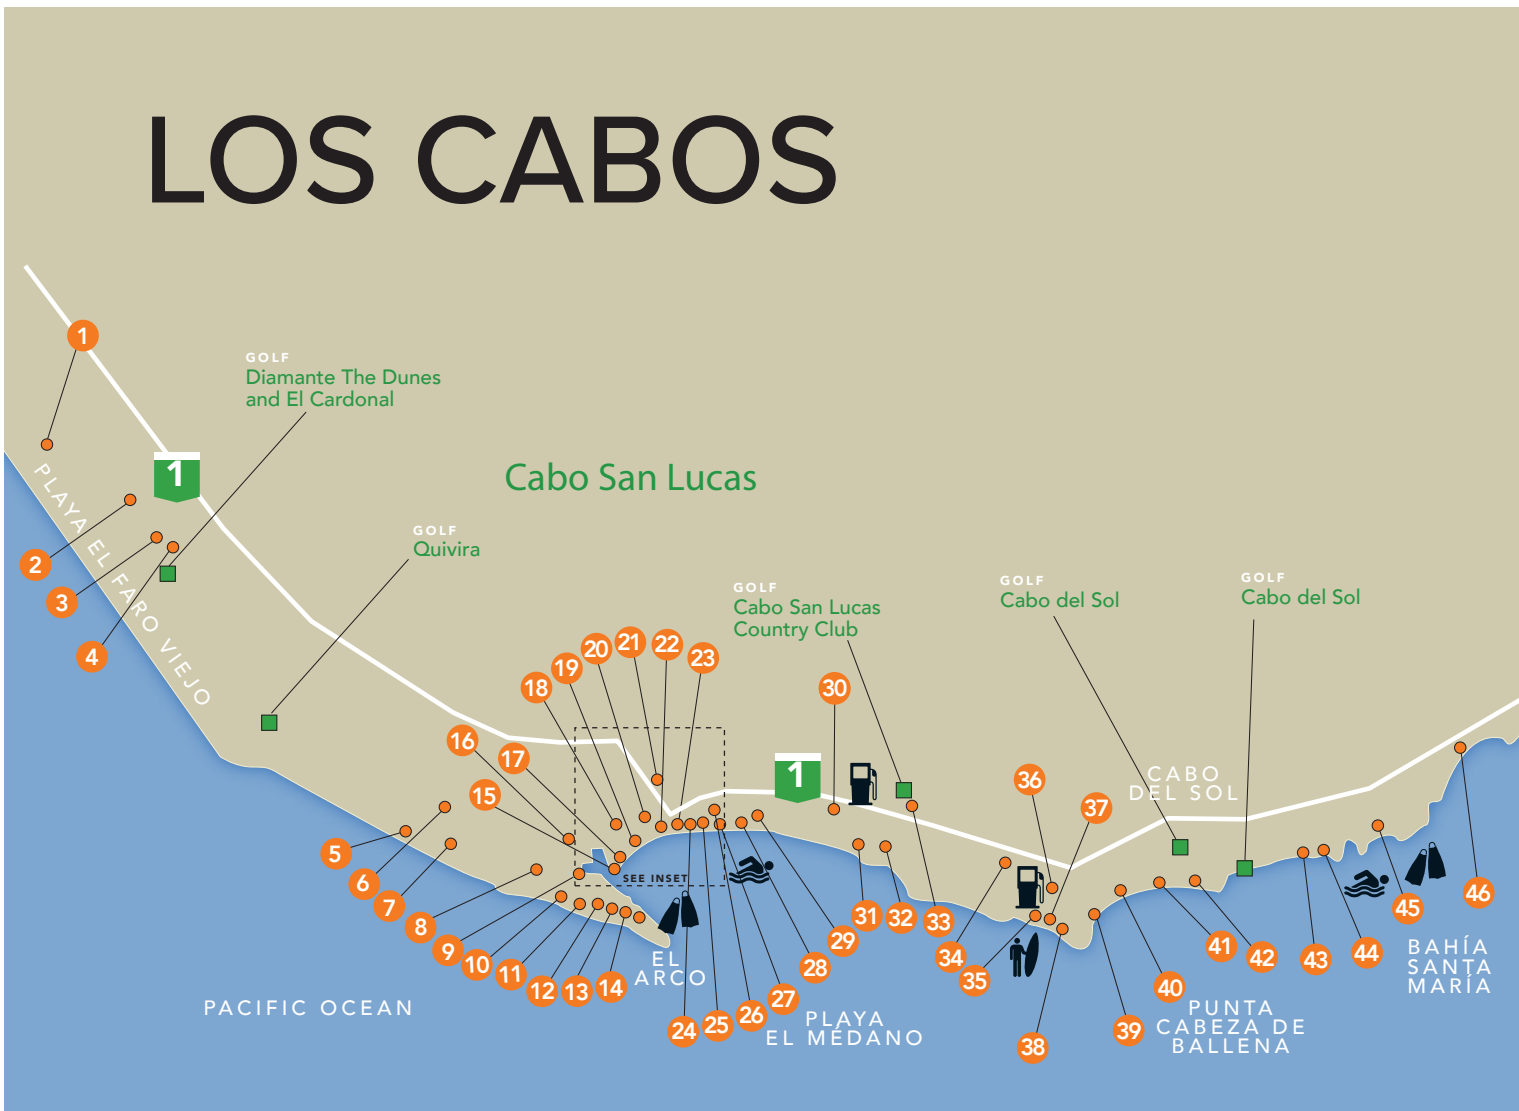 LOS CABOS
1
GOLF
Diamante The Dunes
and El Cardonal
1
Cabo San Lucas
PLAYA EL FARO VIEJO
GOLF
Quivira
2
3
4
GOLF
Cabo San Lucas
Country Club
GOLF
Cabo del Sol
GOLF
Cabo del Sol
18
19
20
21
22
23
30
16
17
15
1
36
37
CABO
DEL SOL
5
6
7
8
9
10
11
12
13
14
SEE INSET
EL
ARCO
24
25
26
27
28
29
31
32
33
34
35
38
39
40
41
42
43
44
45
46
PLAYA
EL MÉDANO
PUNTA
CABEZA DE
BALLENA
BAHÍA
SANTA
MARÍA
PACIFIC OCEAN